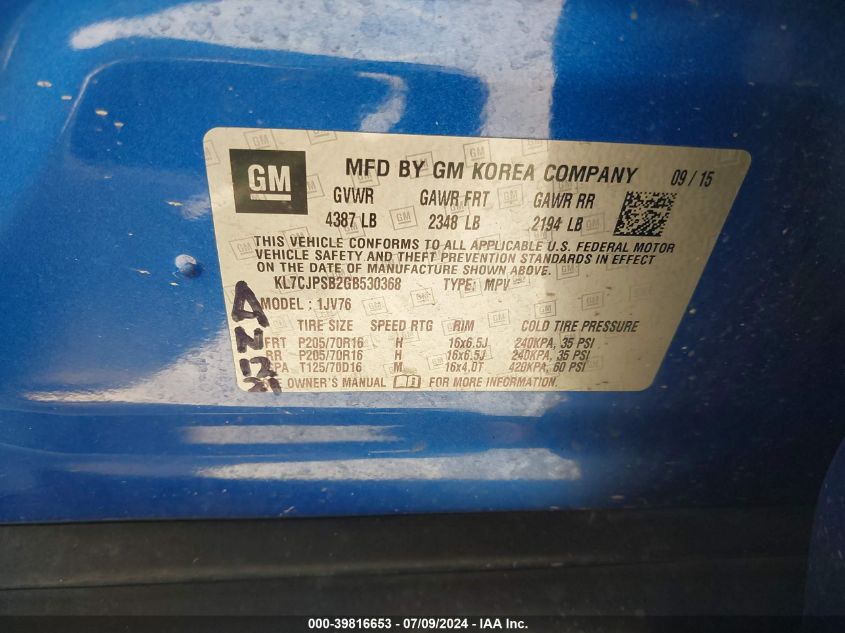 GM
MFD BY GM KOREA COMPANY 09 / 15
GVWR GAWR FRT GAWR RR
4387 LB 2348 LB 2194 LB
THIS VEHICLE CONFORMS TO ALL APPLICABLE U.S. FEDERAL MOTOR
VEHICLE SAFETY AND THEFT PREVENTION STANDARDS IN EFFECT
ON THE DATE OF MANUFACTURE SHOWN ABOVE.
KL7CJPSB2GB530368 TYPE: MPV
MODEL: 1JV76
TIRE SIZE SPEED RTG RIM COLD TIRE PRESSURE
FRT P205/70R16 H 16x6.5J 240KPA, 35 PSI
RR P205/70R16 H 16x6.5J 240KPA, 35 PSI
SPA T125/70D16 M 16x4.0T 420KPA, 60 PSI
OWNER'S MANUAL FOR MORE INFORMATION.
000-39816653 - 07/09/2024 - IAAI Inc.